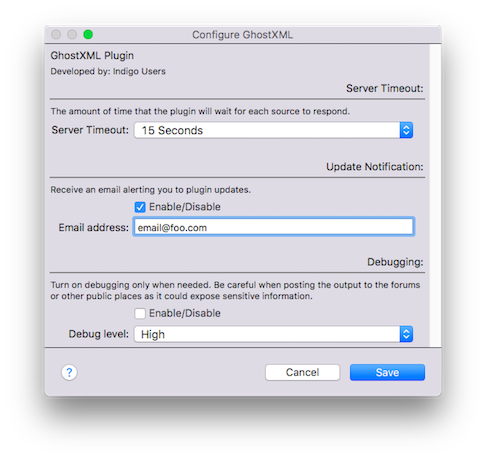 Configure GhostXML
GhostXML Plugin
Developed by: Indigo Users
Server Timeout:
The amount of time that the plugin will wait for each source to respond.
Server Timeout: 15 Seconds
Update Notification:
Receive an email alerting you to plugin updates.
Enable/Disable
Email address: email@foo.com
Debugging:
Turn on debugging only when needed. Be careful when posting the output to the forums
or other public places as it could expose sensitive information.
Enable/Disable
Debug level: High
? Cancel Save